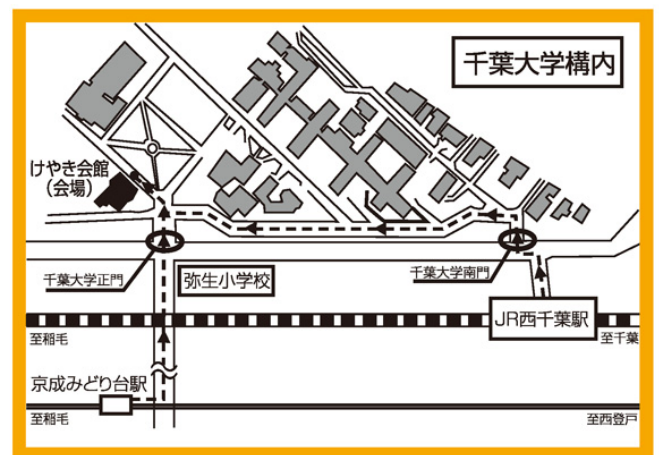 千葉大学構内
けやき会館
(会場)
千葉大学正門
弥生小学校
千葉大学南門
JR西千葉駅
至稲毛
至千葉
京成みどり台駅
至稲毛
至西登戸